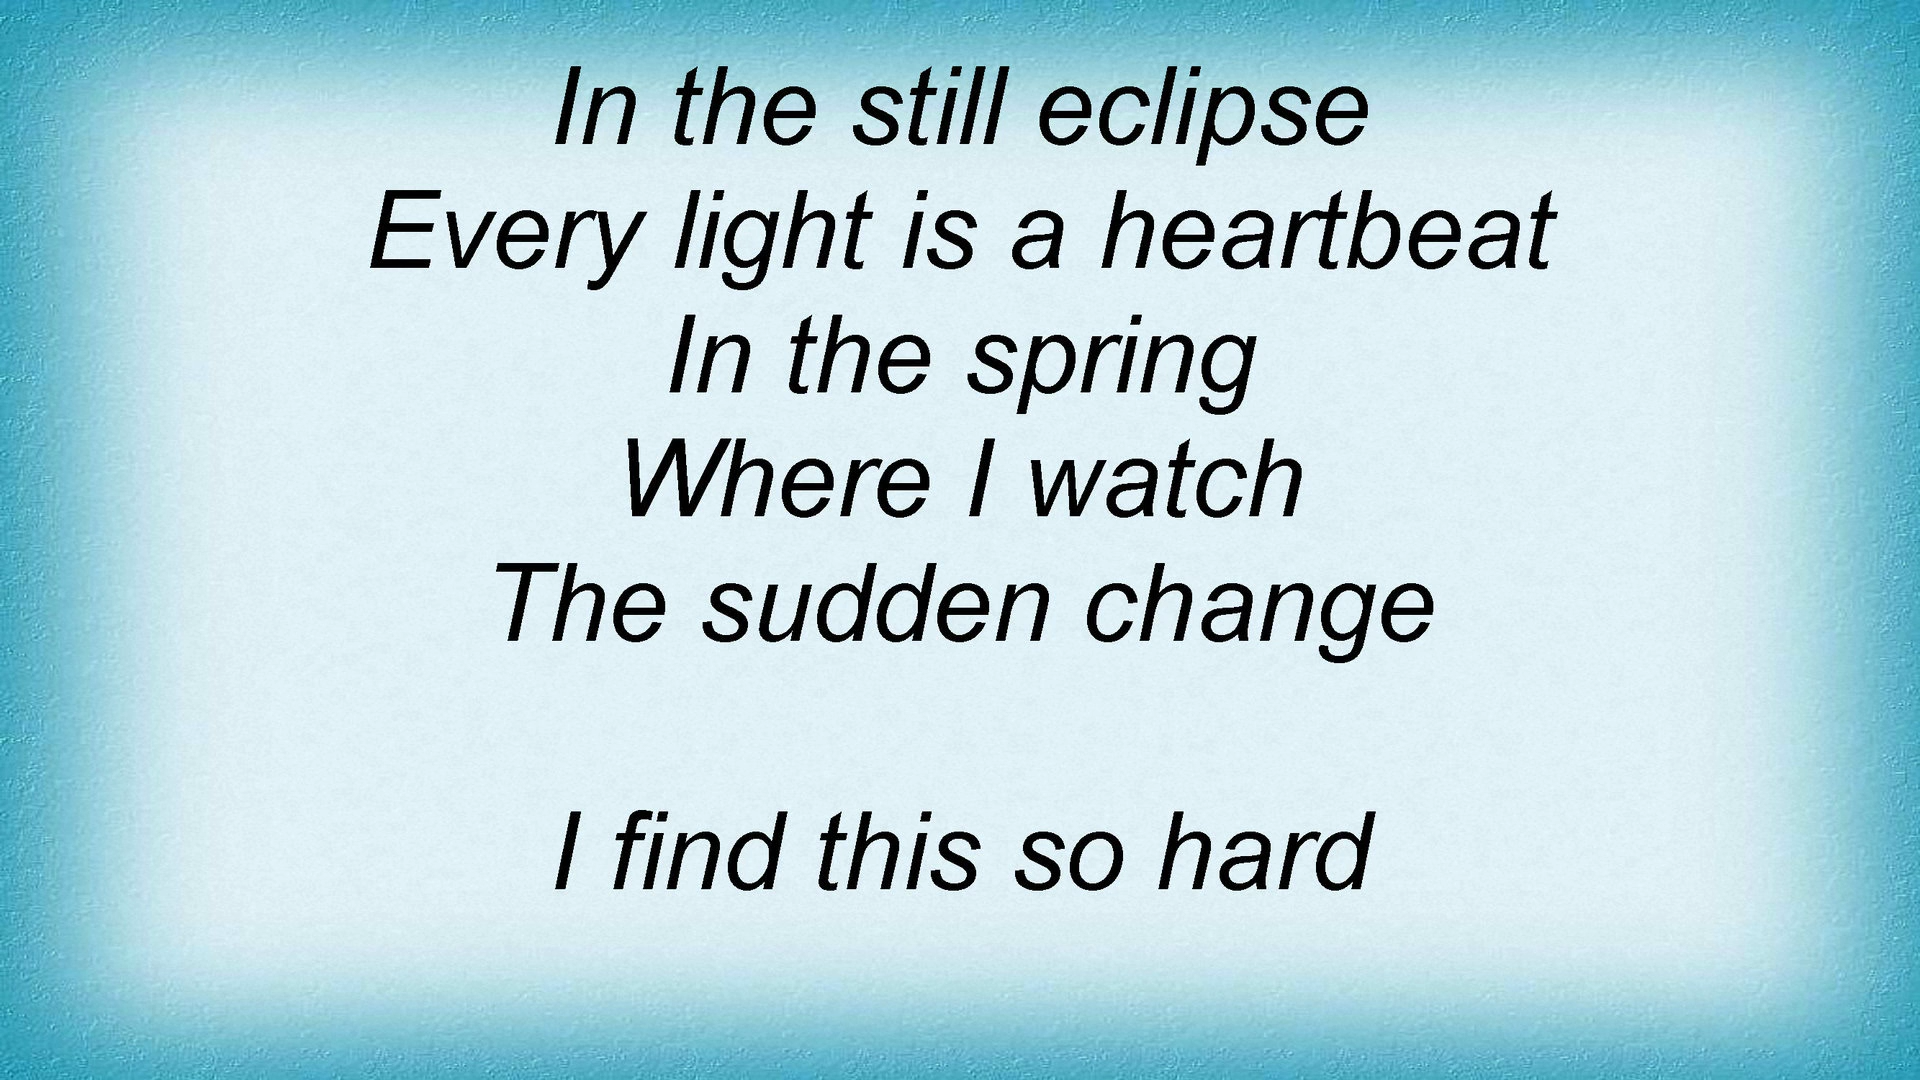 In the still eclipse
Every light is a heartbeat
In the spring
Where I watch
The sudden change
I find this so hard